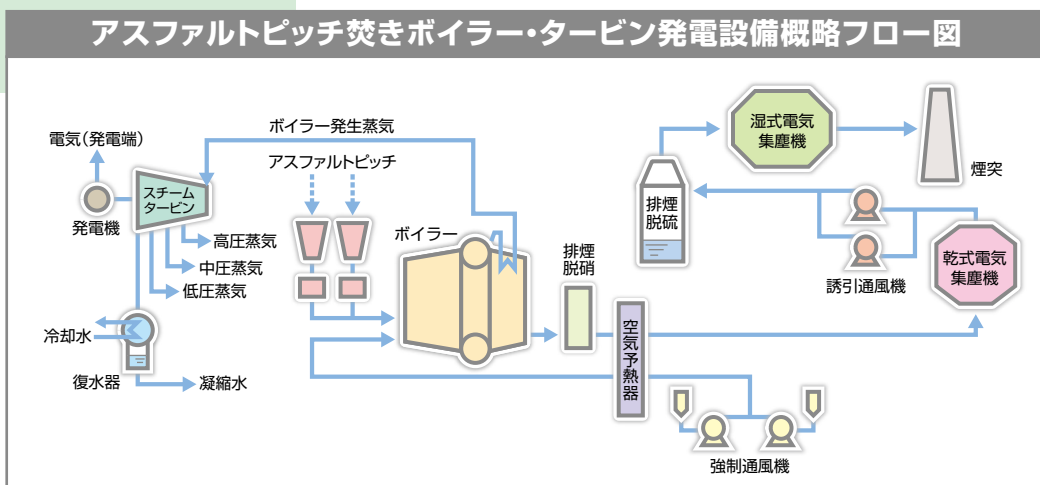 アスファルトピッチ焚きボイラー・タービン発電設備概略フロー図
電気(発電端)
ボイラー発生蒸気
アスファルトピッチ
スチーム
タービン
発電機
高圧蒸気
中圧蒸気
低圧蒸気
冷却水
復水器
凝縮水
ボイラー
排煙
脱硝
空気予熱器
強制通風機
排煙
脱硫
湿式電気
集塵機
煙突
誘引通風機
乾式電気
集塵機